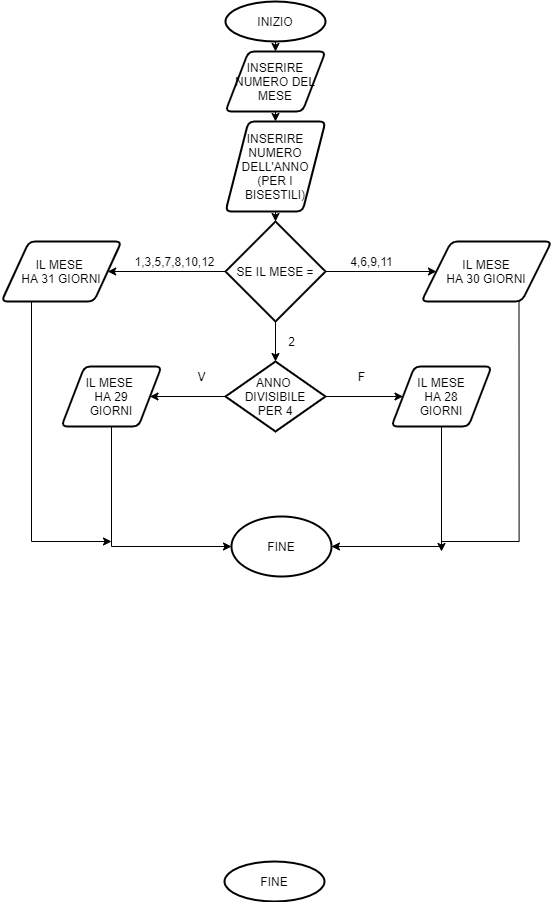 INIZIO
INSERIRE
NUMERO DEL
MESE
INSERIRE
NUMERO
DELL'ANNO
(PER I
BISESTILI)
IL MESE
HA 31 GIORNI
1,3,5,7,8,10,12
SE IL MESE =
4,6,9,11
IL MESE
HA 30 GIORNI
2
IL MESE
HA 29
GIORNI
V
ANNO
DIVISIBILE
PER 4
F
IL MESE
HA 28
GIORNI
FINE
FINE